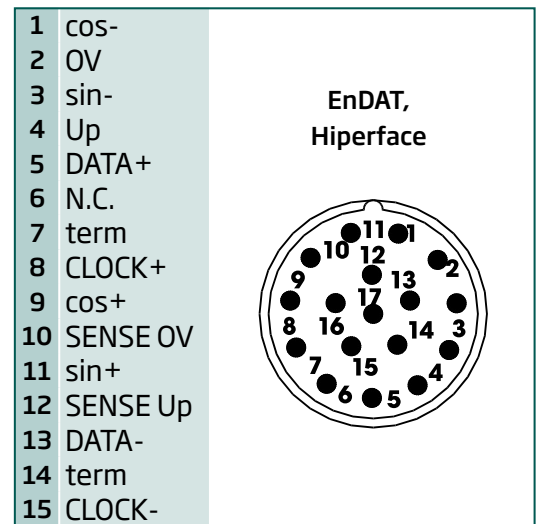 1 cos-
2 OV
3 sin-
4 Up
5 DATA+
6 N.C.
7 term
8 CLOCK+
9 cos+
10 SENSE OV
11 sin+
12 SENSE Up
13 DATA-
14 term
15 CLOCK-
EnDAT,
Hiperface
11 1
10 12 2
9 17 13
8 16 14 3
7 15 4
6 5